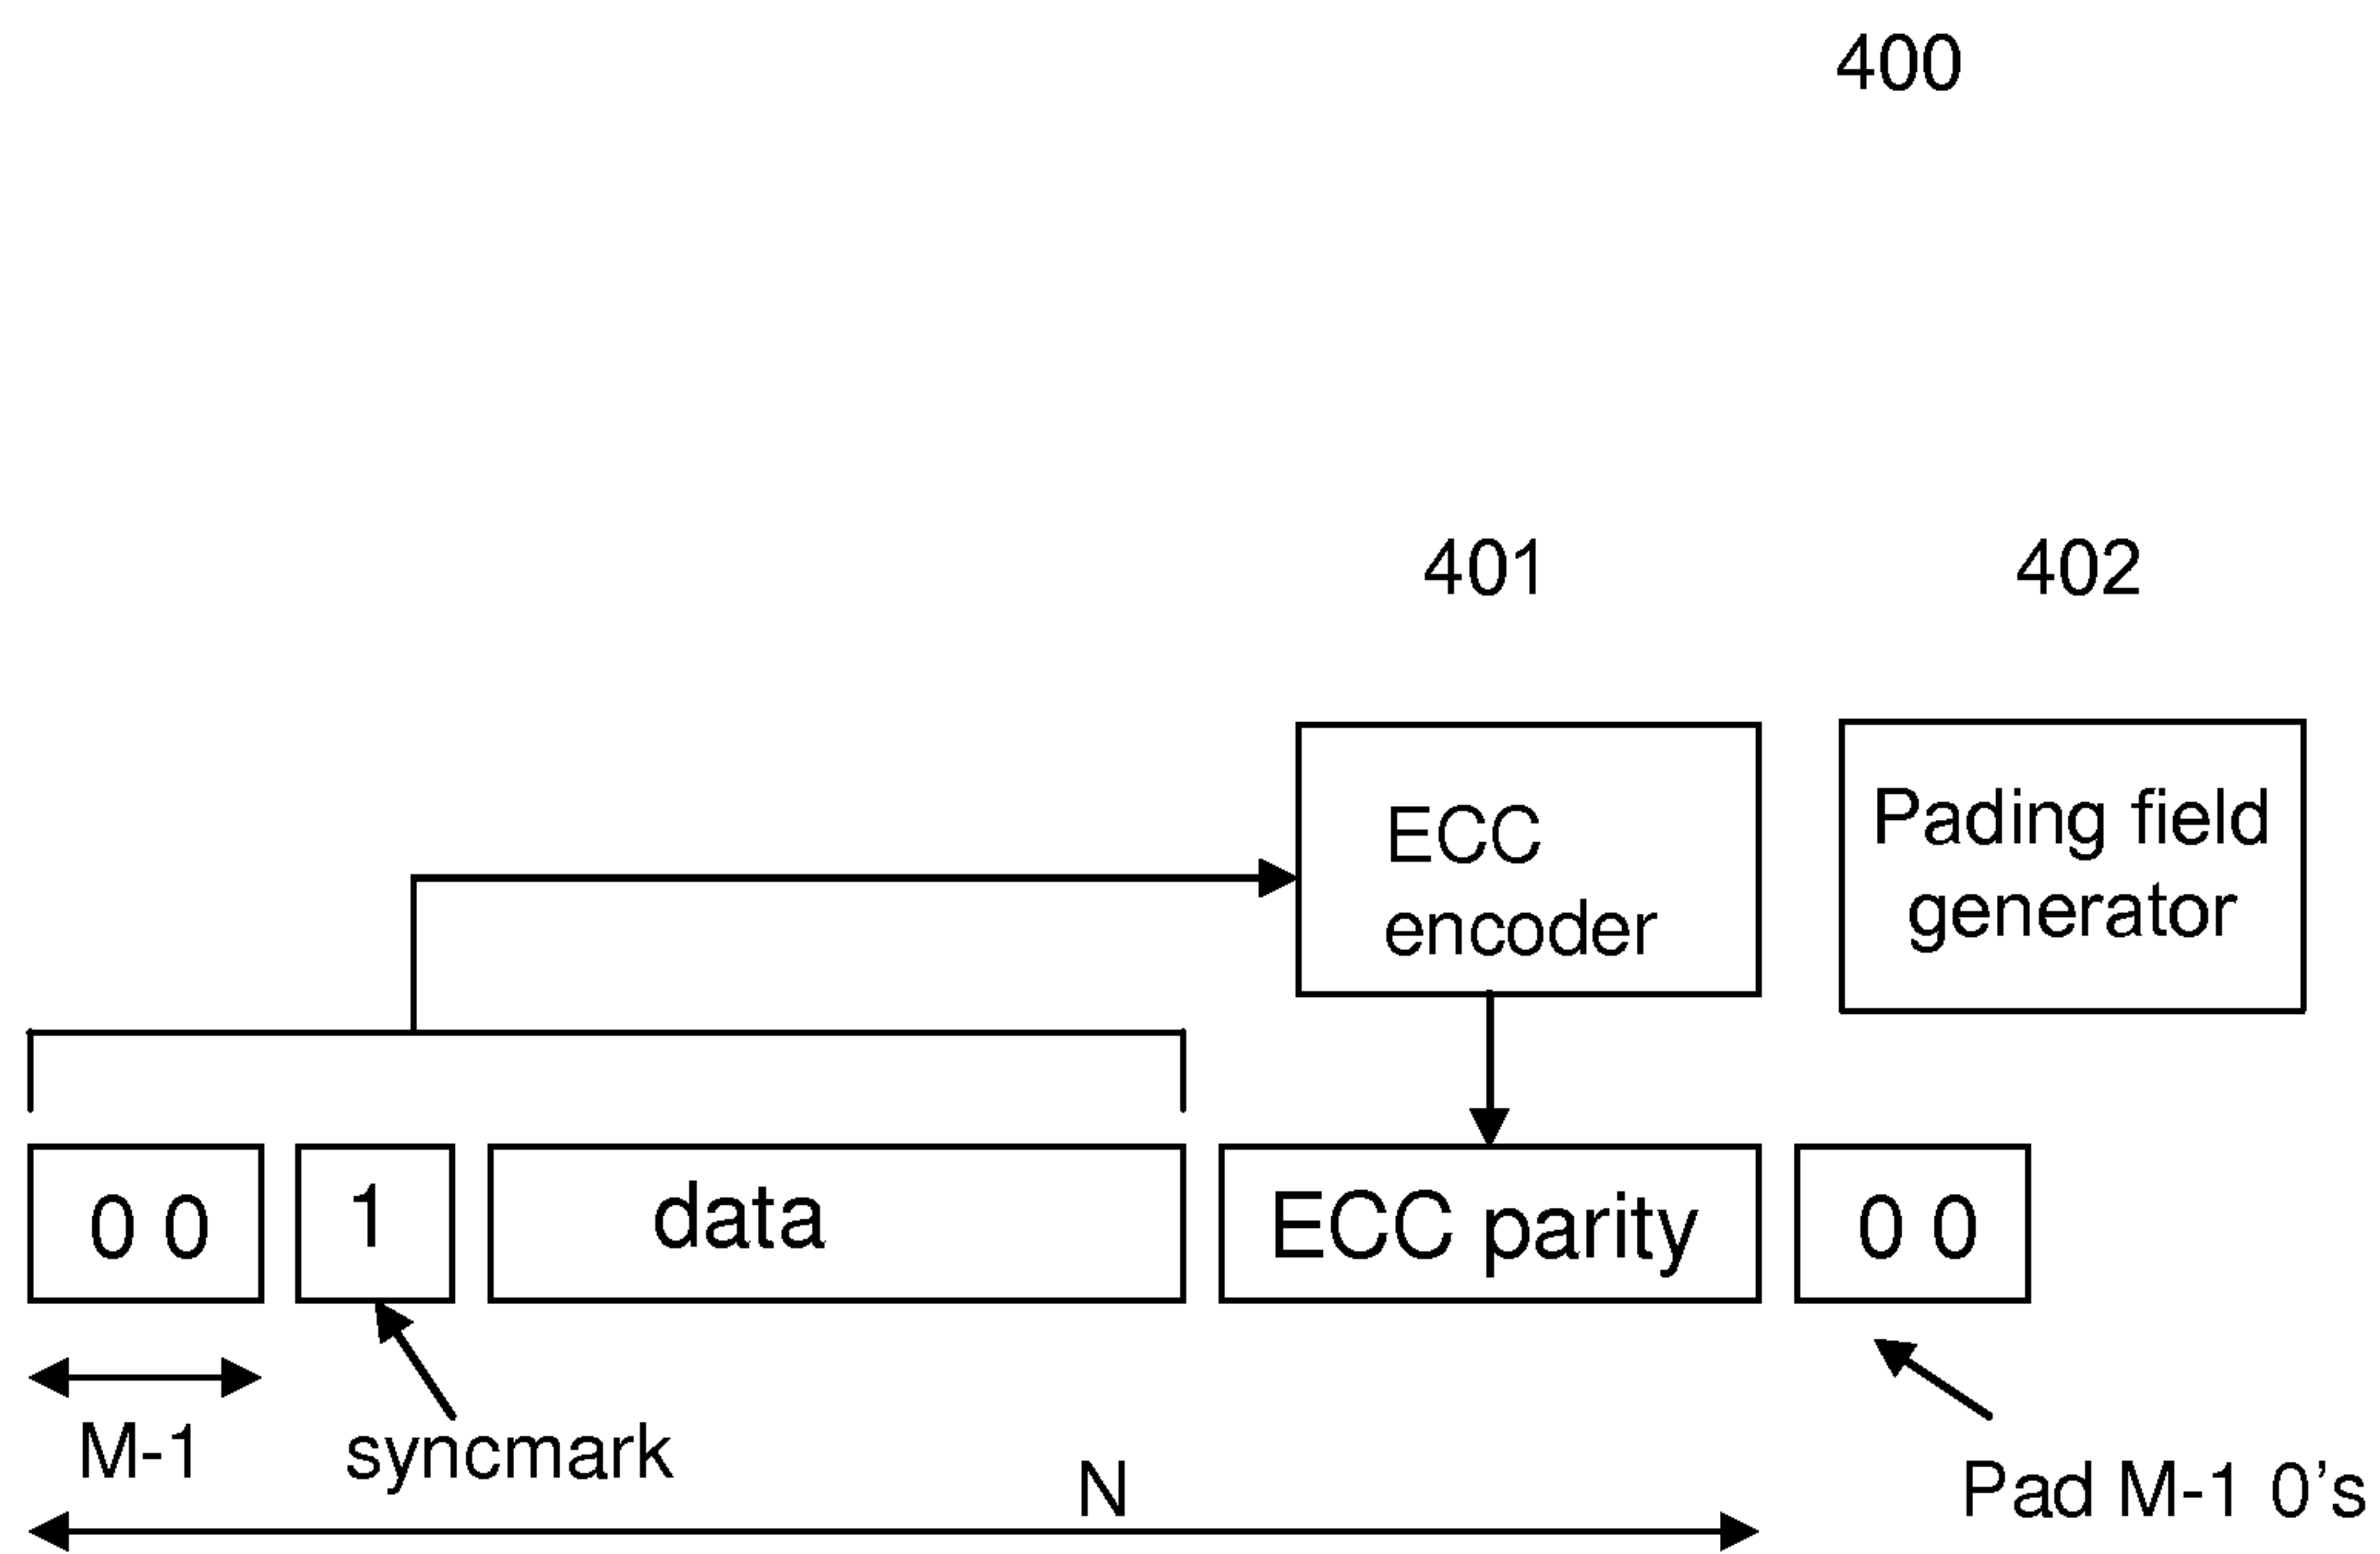 400
401
402
ECC
encoder
Pading field
generator
0 0
1
data
ECC parity
0 0
M-1
syncmark
N
Pad M-1 0's